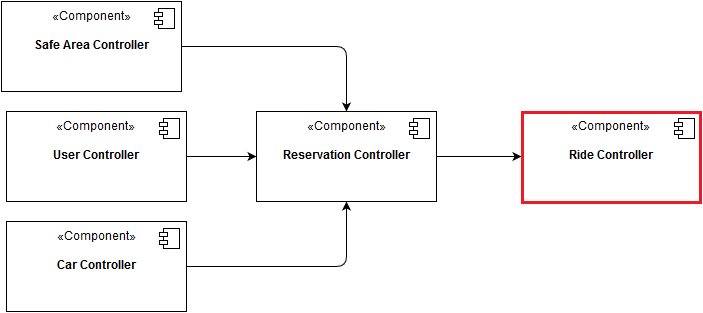 «Component»
Safe Area Controller
«Component»
User Controller
«Component»
Reservation Controller
«Component»
Ride Controller
«Component»
Car Controller